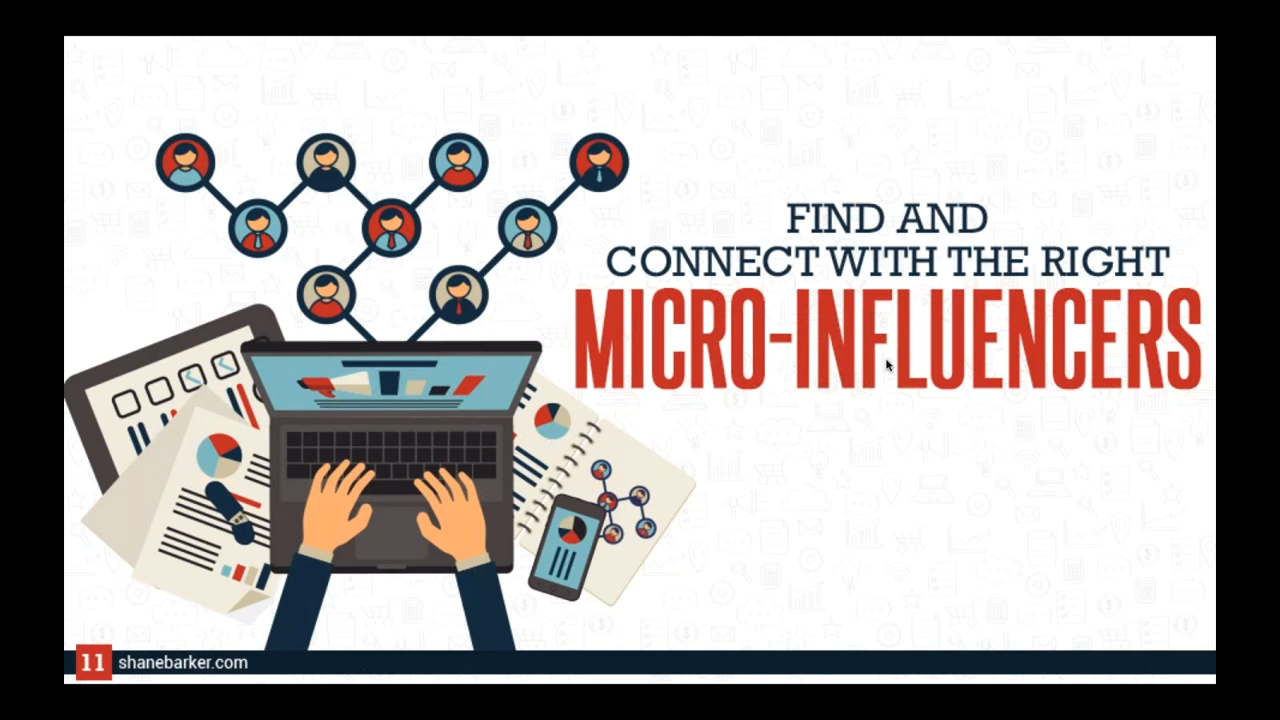 FIND AND
CONNECT WITH THE RIGHT
MICRO-INFLUENCERS
11 shanebarker.com